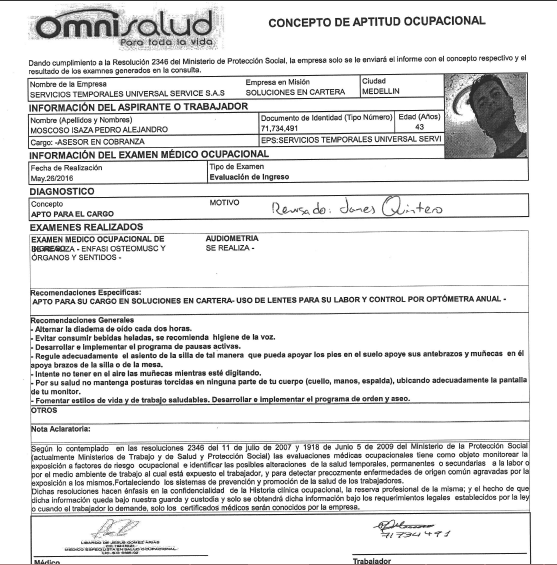 Omnisalud
Para toda la vida
CONCEPTO DE APTITUD OCUPACIONAL
Dando cumplimiento a la Resolución 2346 del Ministerio de Protección Social, la empresa solo se le enviará el informe con el concepto respectivo y el
resultado de los examnes generados en la consulta.
Nombre de la Empresa Empresa en Misión Ciudad
SERVICIOS TEMPORALES UNIVERSAL SERVICE S.A.S SOLUCIONES EN CARTERA MEDELLIN
INFORMACIÓN DEL ASPIRANTE O TRABAJADOR
Nombre (Apellidos y Nombres) Documento de Identidad (Tipo Número) Edad (Años)
MOSCOSO ISAZA PEDRO ALEJANDRO 71,734,491 43
Cargo: -ASESOR EN COBRANZA EPS:SERVICIOS TEMPORALES UNIVERSAL SERVI
INFORMACIÓN DEL EXAMEN MÉDICO OCUPACIONAL
Fecha de Realización Tipo de Examen
May.26/2016 Evaluación de Ingreso
DIAGNOSTICO
Concepto MOTIVO Revisado: James Quintero
APTO PARA EL CARGO
EXAMENES REALIZADOS
EXAMEN MEDICO OCUPACIONAL DE AUDIOMETRIA
- ENFASI OSTEOMUSC Y SE REALIZA -
ÓRGANOS Y SENTIDOS -
Recomendaciones Especificas:
APTO PARA SU CARGO EN SOLUCIONES EN CARTERA- USO DE LENTES PARA SU LABOR Y CONTROL POR OPTÓMETRA ANUAL -
Recomendaciones Generales
- Alternar la diadema de oído cada dos horas.
- Evitar consumir bebidas heladas, se recomienda higiene de la voz.
- Desarrollar e Implementar el programa de pausas activas.
- Regule adecuadamente el asiento de la silla de tal manera que pueda apoyar los pies en el suelo apoye sus antebrazos y muñecas en él
apoya brazos de la silla o de la mesa.
- Intente no tener en el aire las muñecas mientras esté digitando.
- Por su salud no mantenga posturas torcidas en ninguna parte de tu cuerpo (cuello, manos, espalda), ubicando adecuadamente la pantalla
de tu monitor.
- Fomentar estilos de vida y de trabajo saludables. Desarrollar e implementar el programa de orden y aseo.
OTROS
Nota Aclaratoria:
Según lo contemplado en las resoluciones 2346 del 11 de julio de 2007 y 1918 de Junio 5 de 2009 del Ministerio de la Protección Social
(actualmente Ministerios de Trabajo y de Salud y Protección Social) las evaluaciones médicas ocupacionales tiene como objeto monitorear la
exposición a factores de riesgo ocupacional e identificar las posibles alteraciones de la salud temporales, permanentes o secundarias a la labor o
por el medio ambiente de trabajo al cual está expuesto el trabajador, y para detectar precozmente enfermedades de origen común agravadas por la
exposición a los mismos.Fortaleciendo los sistemas de prevención y promoción de la salud de los trabajadores.
Dichas resoluciones hacen énfasis en la confidencialidad de la Historia clínica ocupacional, la reserva profesional de la misma; y el hecho de que
dicha información queda bajo nuestra guarda y custodia y solo se obtendrá dicha información bajo los requerimientos legales establecidos por la ley
o cuando el trabajador lo demande, solo los certificados médicos serán conocidos por la empresa.
71734491
LIBARDO DE JESUS GOMEZ ARIAS
MEDICO ESPECIALISTA EN SALUD OCUPACIONAL
Médico Trabajador